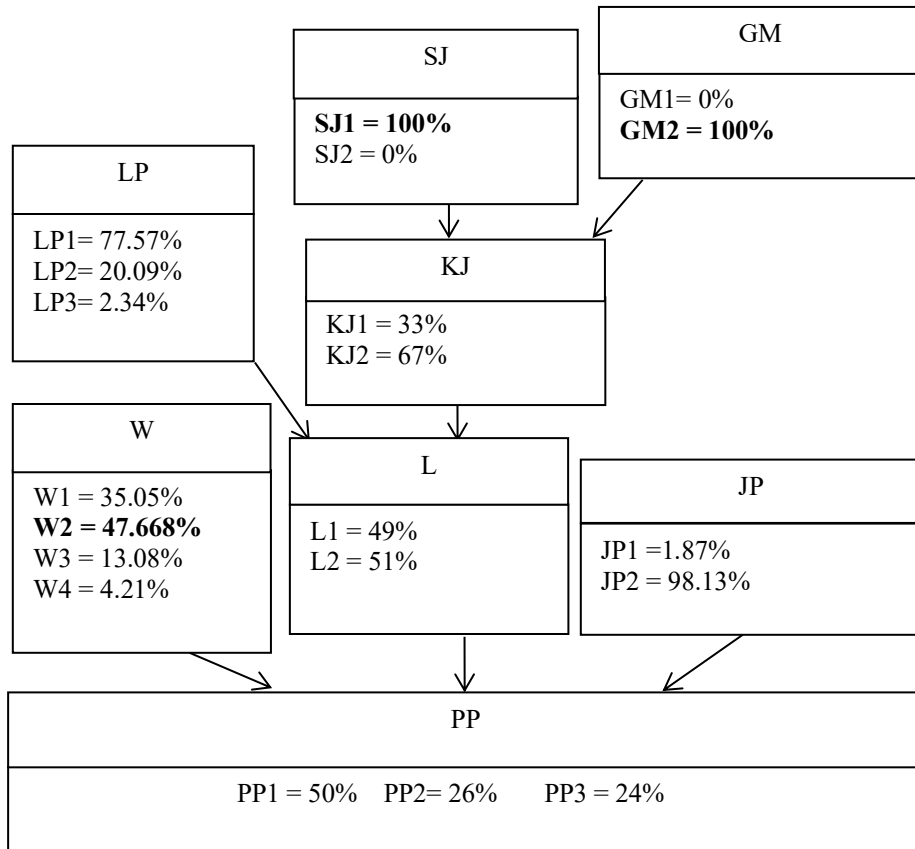 GM
GM1= 0%
GM2 = 100%
SJ
SJ1 = 100%
SJ2 = 0%
LP
LP1= 77.57%
LP2= 20.09%
LP3= 2.34%
KJ
KJ1 = 33%
KJ2 = 67%
W
W1 = 35.05%
W2 = 47.668%
W3 = 13.08%
W4 = 4.21%
L
L1 = 49%
L2 = 51%
JP
JP1 =1.87%
JP2 = 98.13%
PP
PP1 = 50% PP2= 26% PP3 = 24%